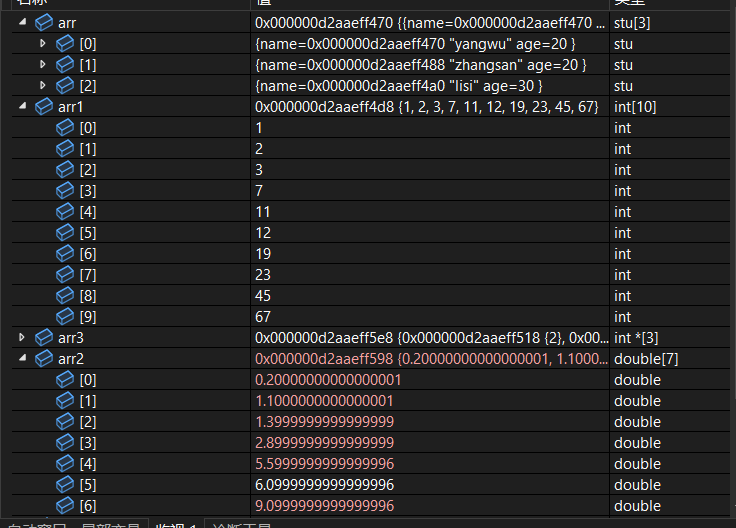 名称 值 类型
arr 0x000000d2aaeff470 {{name=0x000000d2aaeff470 ... stu[3]
[0] {name=0x000000d2aaeff470 "yangwu" age=20 } stu
[1] {name=0x000000d2aaeff488 "zhangsan" age=20 } stu
[2] {name=0x000000d2aaeff4a0 "lisi" age=30 } stu
arr1 0x000000d2aaeff4d8 {1, 2, 3, 7, 11, 12, 19, 23, 45, 67} int[10]
[0] 1 int
[1] 2 int
[2] 3 int
[3] 7 int
[4] 11 int
[5] 12 int
[6] 19 int
[7] 23 int
[8] 45 int
[9] 67 int
arr3 0x000000d2aaeff5e8 {0x000000d2aaeff518 {2}, 0x00... int *[3]
arr2 0x000000d2aaeff598 {0.20000000000000001, 1.1000... double[7]
[0] 0.20000000000000001 double
[1] 1.1000000000000001 double
[2] 1.3999999999999999 double
[3] 2.8999999999999999 double
[4] 5.5999999999999996 double
[5] 6.0999999999999996 double
[6] 9.0999999999999996 double
自动窗口 局部变量 监视 1 诊断工具